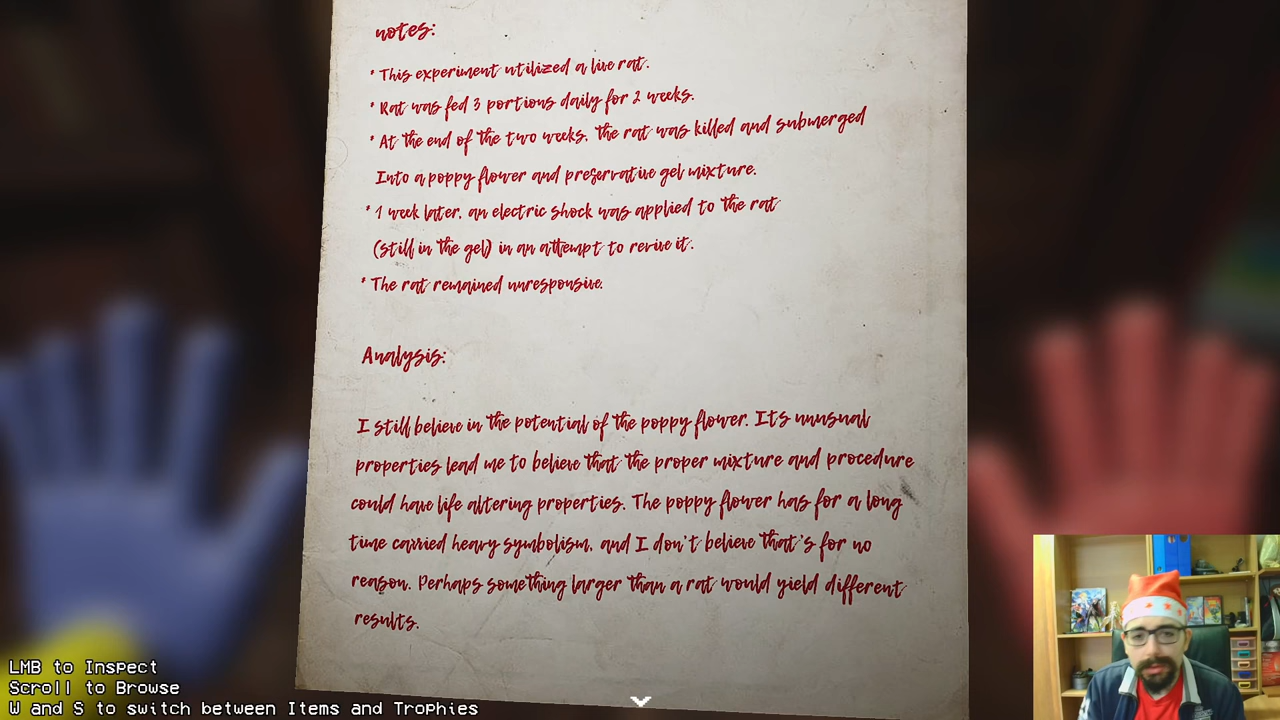 notes:
* This experiment utilized a live rat.
* Rat was fed 3 portions daily for 2 weeks.
* At the end of the two weeks, the rat was killed and submerged
Into a poppy flower and preservative gel mixture.
* 1 week later, an electric shock was applied to the rat
(still in the gel) in an attempt to revive it.
* The rat remained unresponsive.
Analysis:
I still believe in the potential of the poppy flower. Its unusual
properties lead me to believe that the proper mixture and procedure
could have life altering properties. The poppy flower has for a long
time carried heavy symbolism, and I don't believe that's for no
reason. Perhaps something larger than a rat would yield different
results.
LMB to Inspect
Scroll to Browse
W and S to switch between Items and Trophies